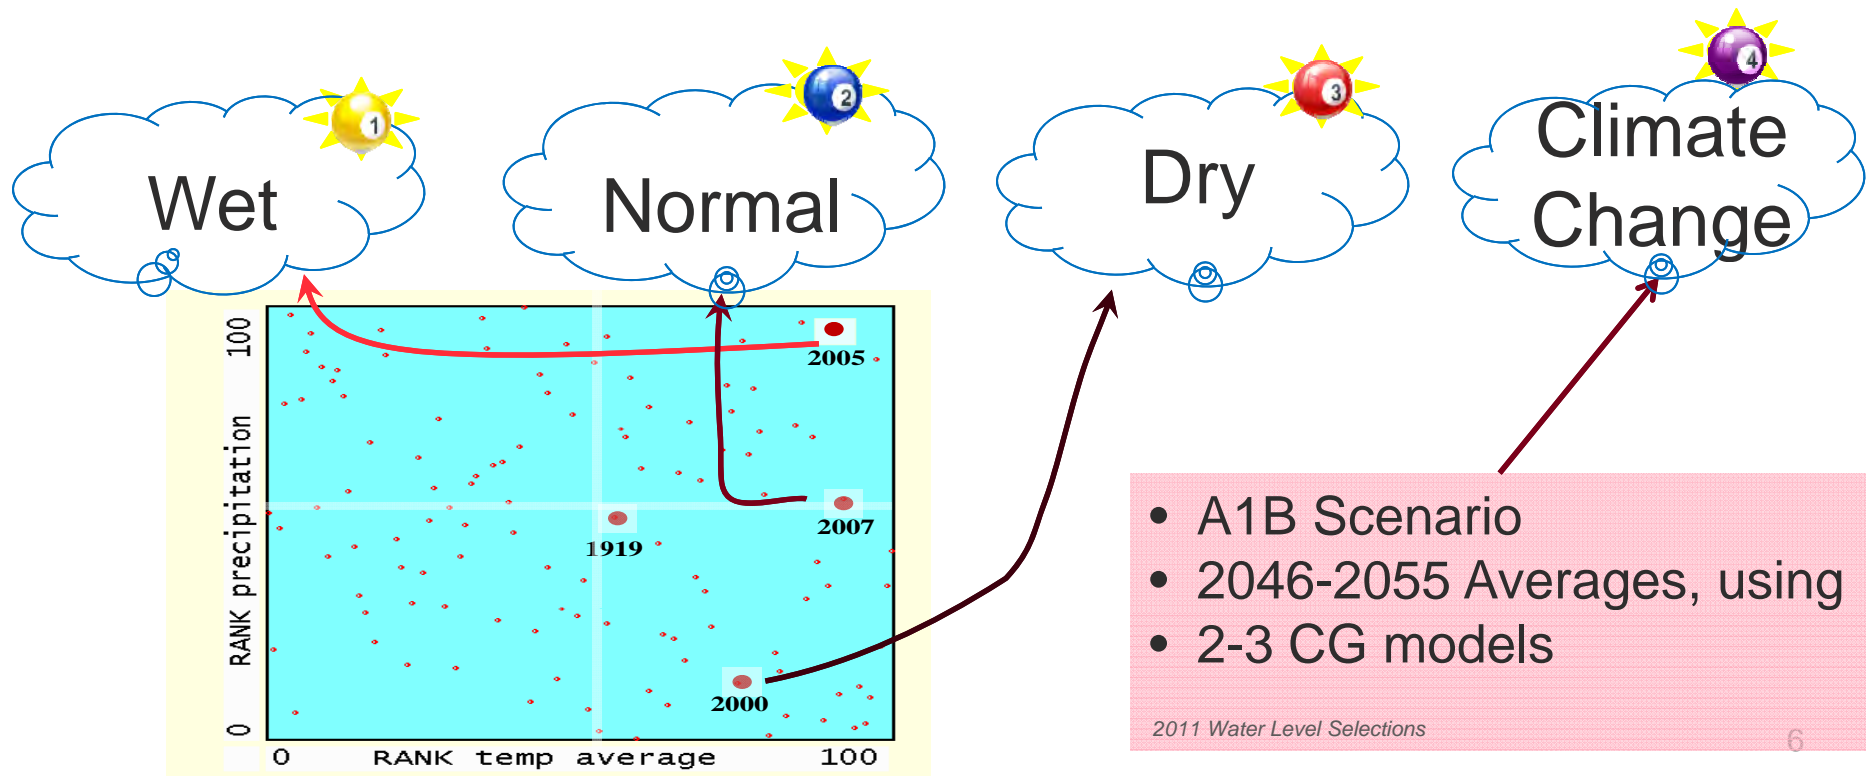 1
2
3
4
Wet
Normal
Dry
Climate
Change
100
RANK precipitation
0
2005
2007
1919
2000
0 RANK temp average 100
• A1B Scenario
• 2046-2055 Averages, using
• 2-3 CG models
2011 Water Level Selections
6